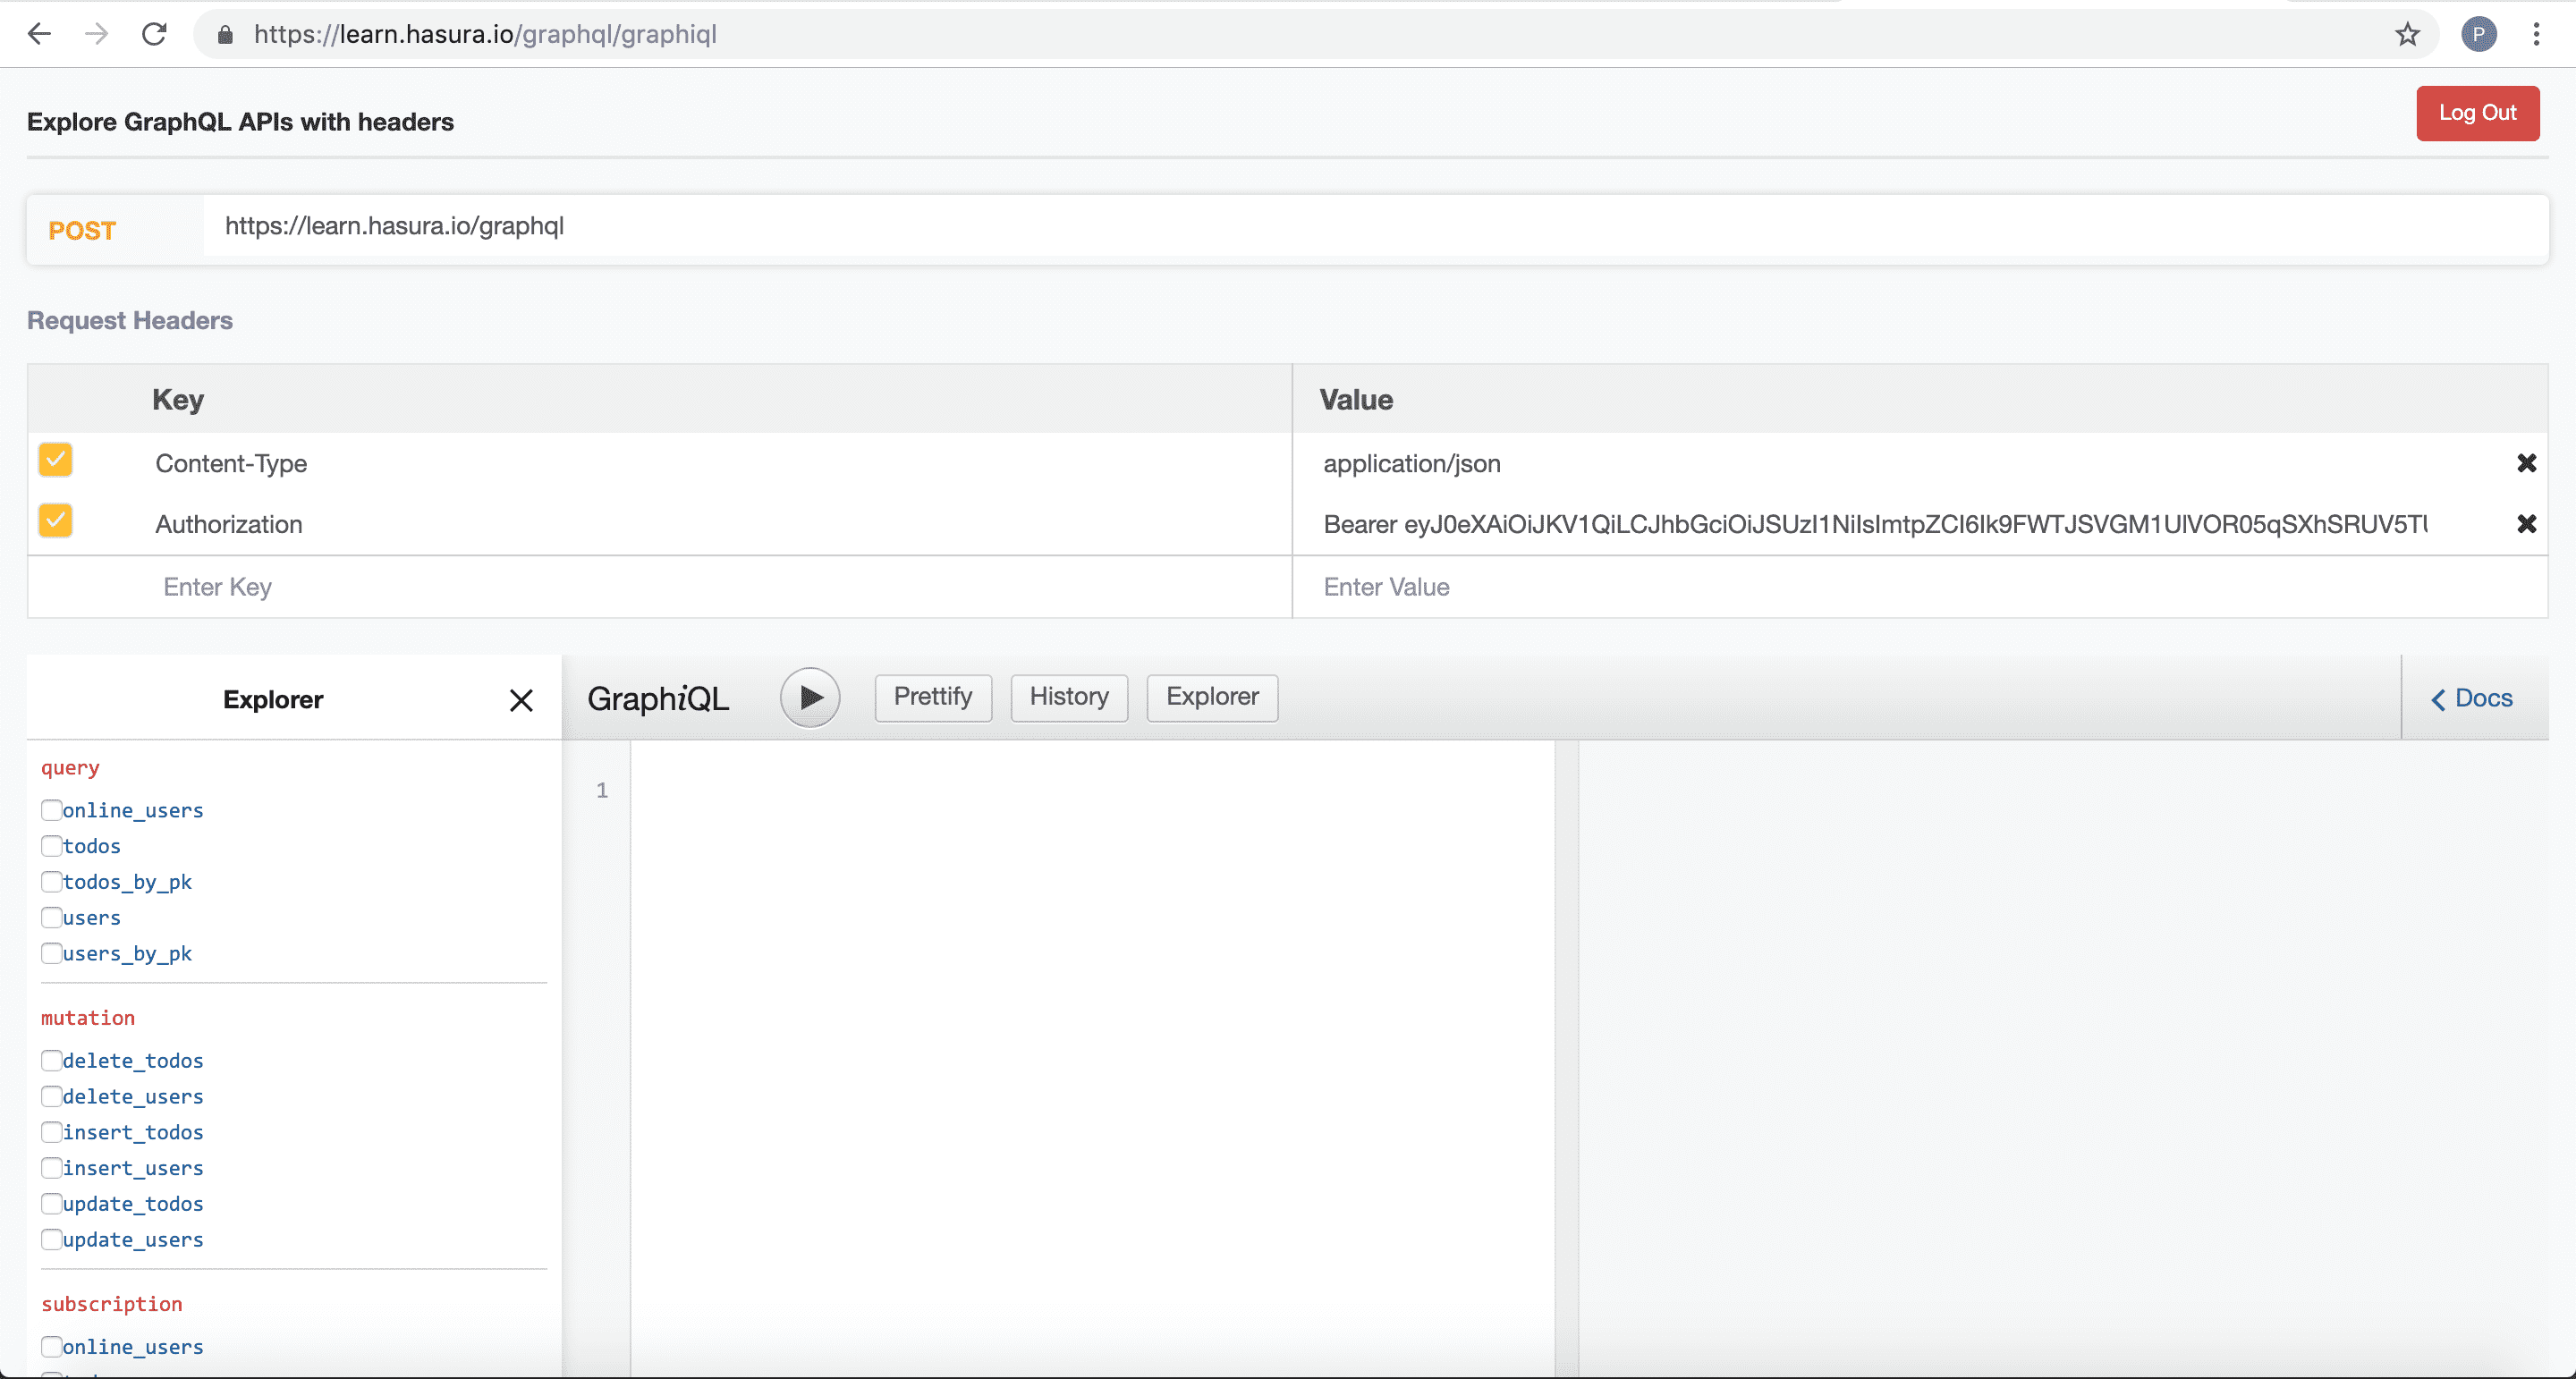 https://learn.hasura.io/graphql/graphiql
P
Explore GraphQL APIs with headers
Log Out
POST
https://learn.hasura.io/graphql
Request Headers
Key Value
Content-Type application/json
Authorization Bearer eyJ0eXAiOiJKV1QiLCJhbGciOiJSUzI1NiIsImtpZCI6Ik9FWTJSVGM1UlVOR05qSXhSRUV5TU
Enter Key Enter Value
Explorer
GraphiQL
Prettify
History
Explorer
Docs
1
query
online_users
todos
todos_by_pk
users
users_by_pk
mutation
delete_todos
delete_users
insert_todos
insert_users
update_todos
update_users
subscription
online_users